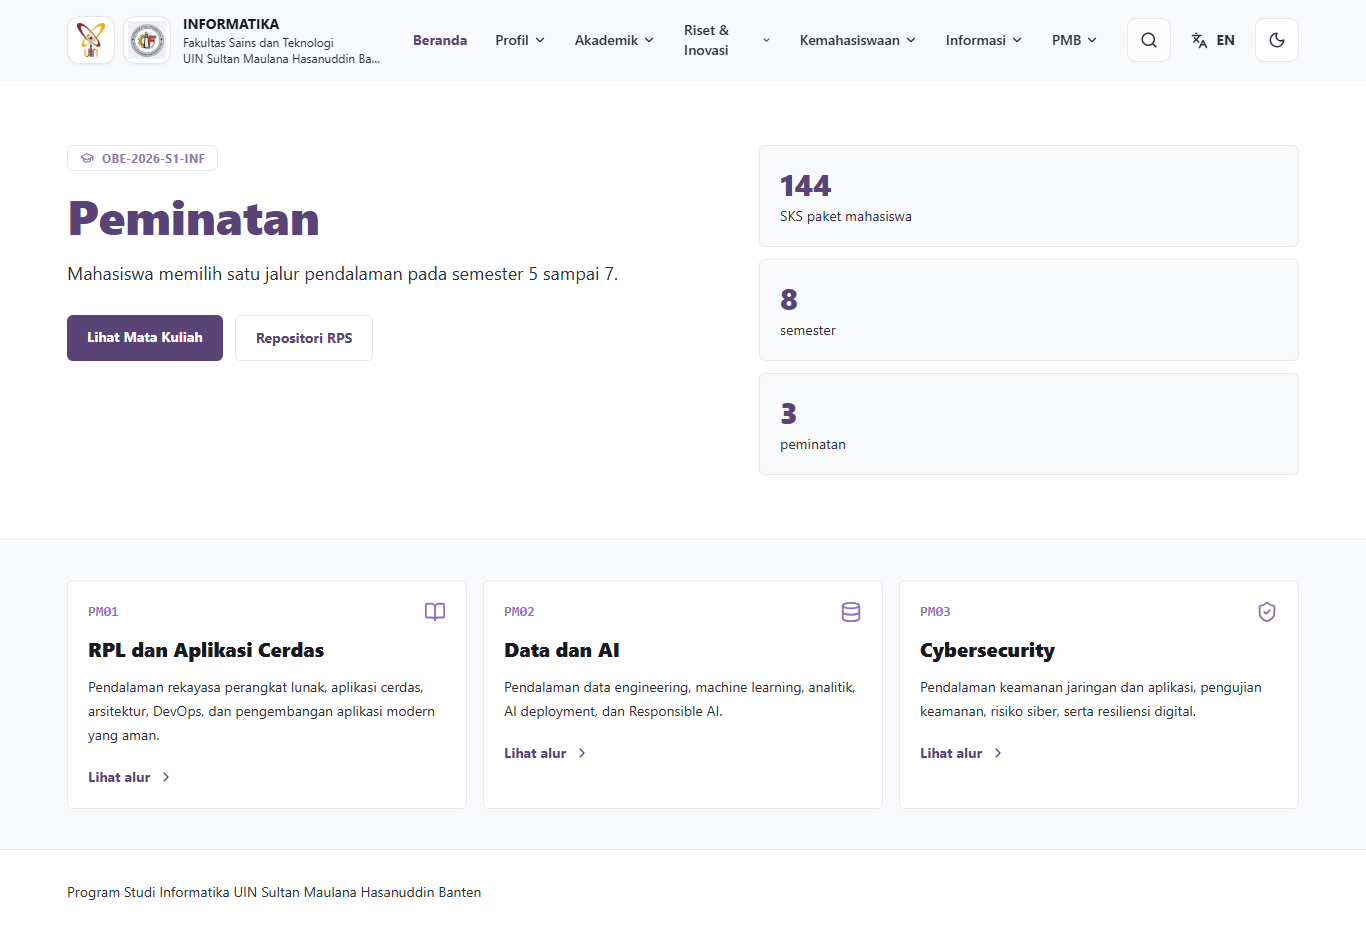 uin
INFORMATIKA
Fakultas Sains dan Teknologi
UIN Sultan Maulana Hasanuddin Ba...
Beranda
Profil
Akademik
Riset &
Inovasi
Kemahasiswaan
Informasi
PMB
EN
OBE-2026-S1-INF
Peminatan
Mahasiswa memilih satu jalur pendalaman pada semester 5 sampai 7.
Lihat Mata Kuliah
Repositori RPS
144
SKS paket mahasiswa
8
semester
3
peminatan
PM01
RPL dan Aplikasi Cerdas
Pendalaman rekayasa perangkat lunak, aplikasi cerdas,
arsitektur, DevOps, dan pengembangan aplikasi modern
yang aman.
Lihat alur
PM02
Data dan AI
Pendalaman data engineering, machine learning, analitik,
AI deployment, dan Responsible AI.
Lihat alur
PM03
Cybersecurity
Pendalaman keamanan jaringan dan aplikasi, pengujian
keamanan, risiko siber, serta resiliensi digital.
Lihat alur
Program Studi Informatika UIN Sultan Maulana Hasanuddin Banten